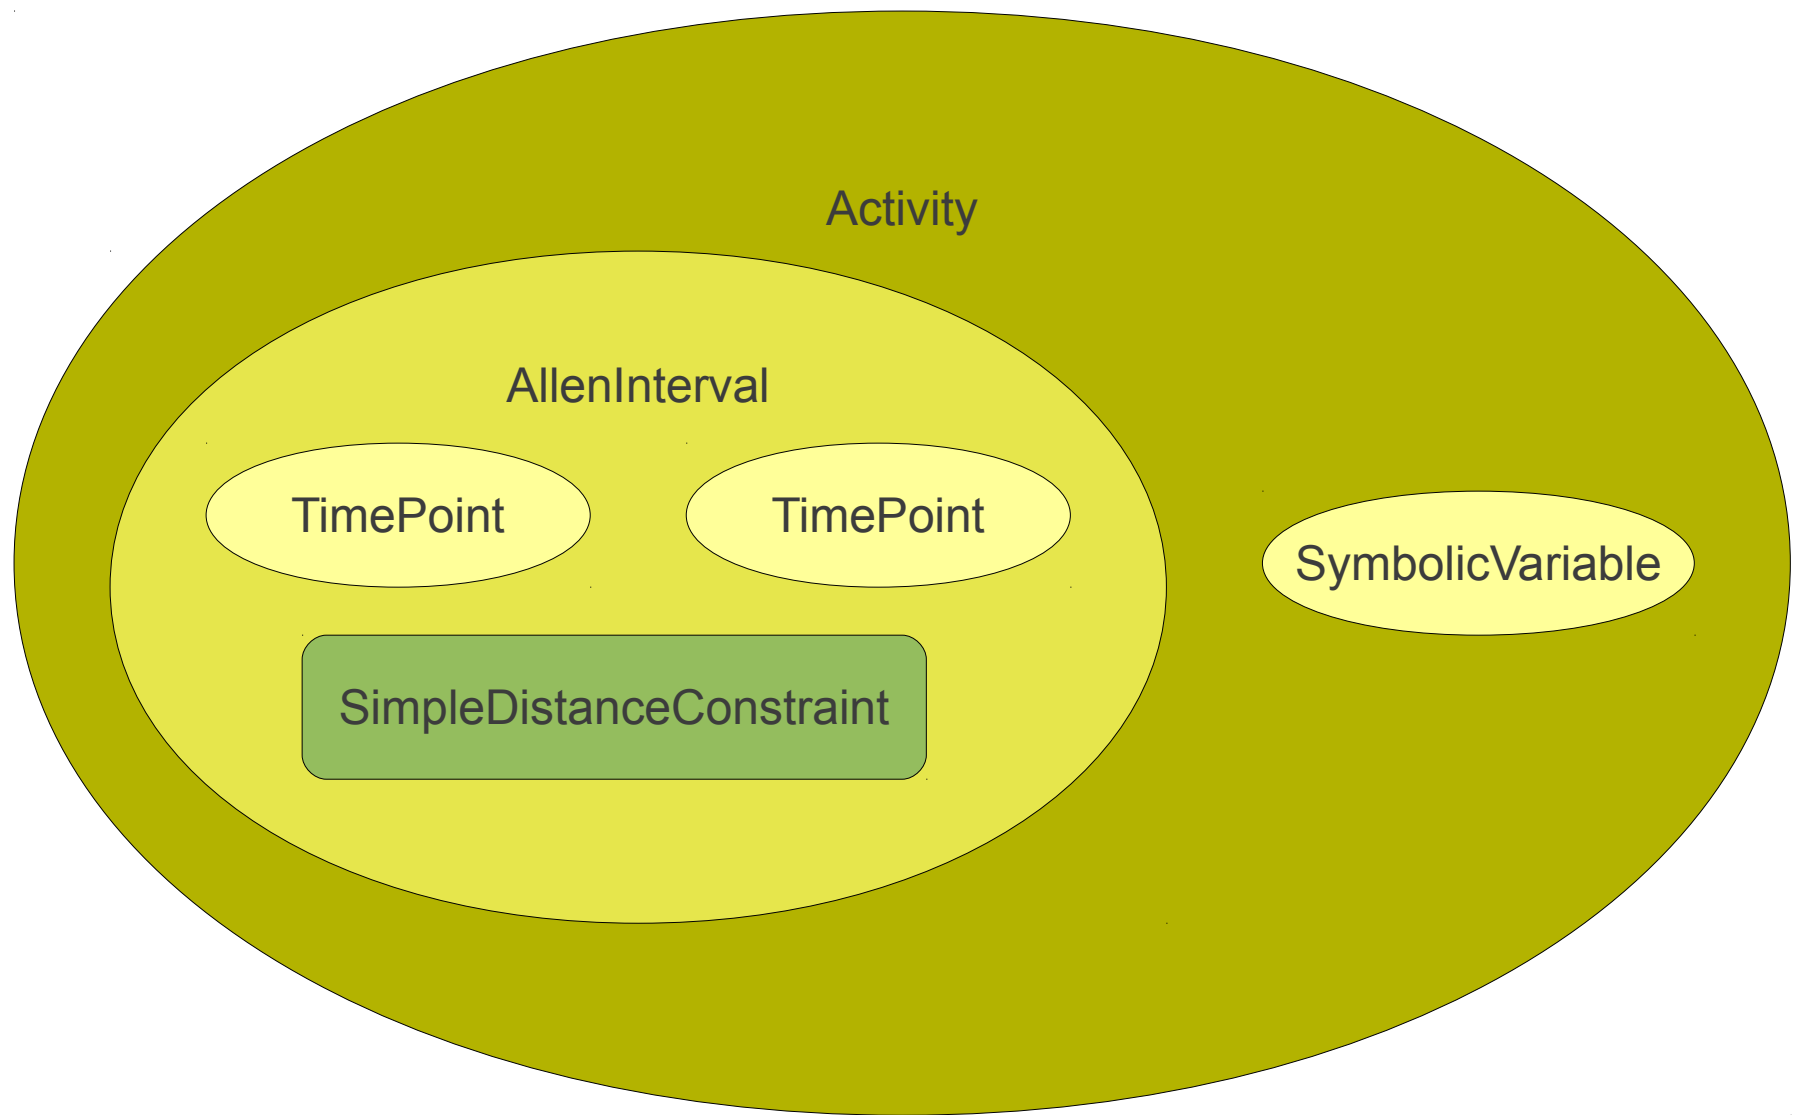 Activity
AllenInterval
TimePoint
TimePoint
SymbolicVariable
SimpleDistanceConstraint